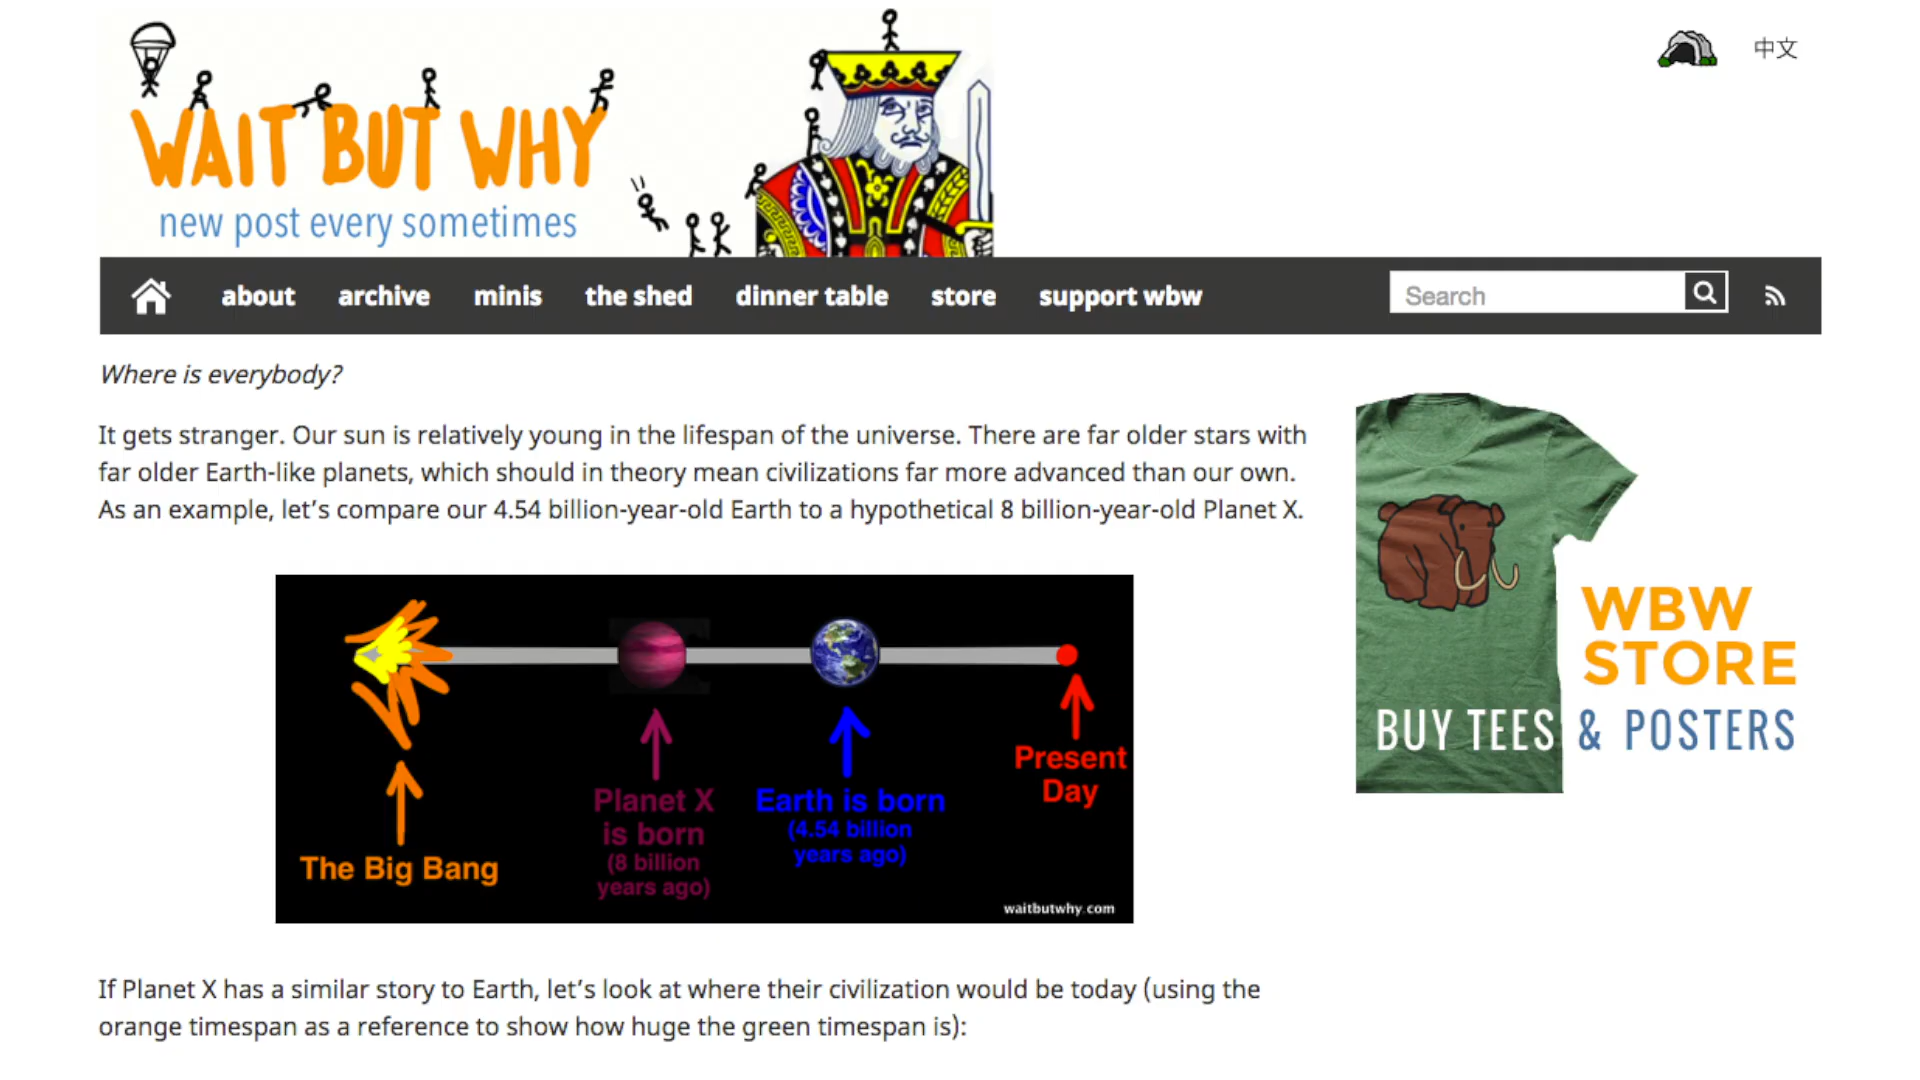 WAIT BUT WHY
new post every sometimes
中文
about archive minis the shed dinner table store support wbw
Search
Where is everybody?
It gets stranger. Our sun is relatively young in the lifespan of the universe. There are far older stars with
far older Earth-like planets, which should in theory mean civilizations far more advanced than our own.
As an example, let’s compare our 4.54 billion-year-old Earth to a hypothetical 8 billion-year-old Planet X.
The Big Bang
Planet X
is born
(8 billion
years ago)
Earth is born
(4.54 billion
years ago)
Present
Day
waitbutwhy.com
WBW
STORE
BUY TEES & POSTERS
If Planet X has a similar story to Earth, let’s look at where their civilization would be today (using the
orange timespan as a reference to show how huge the green timespan is):